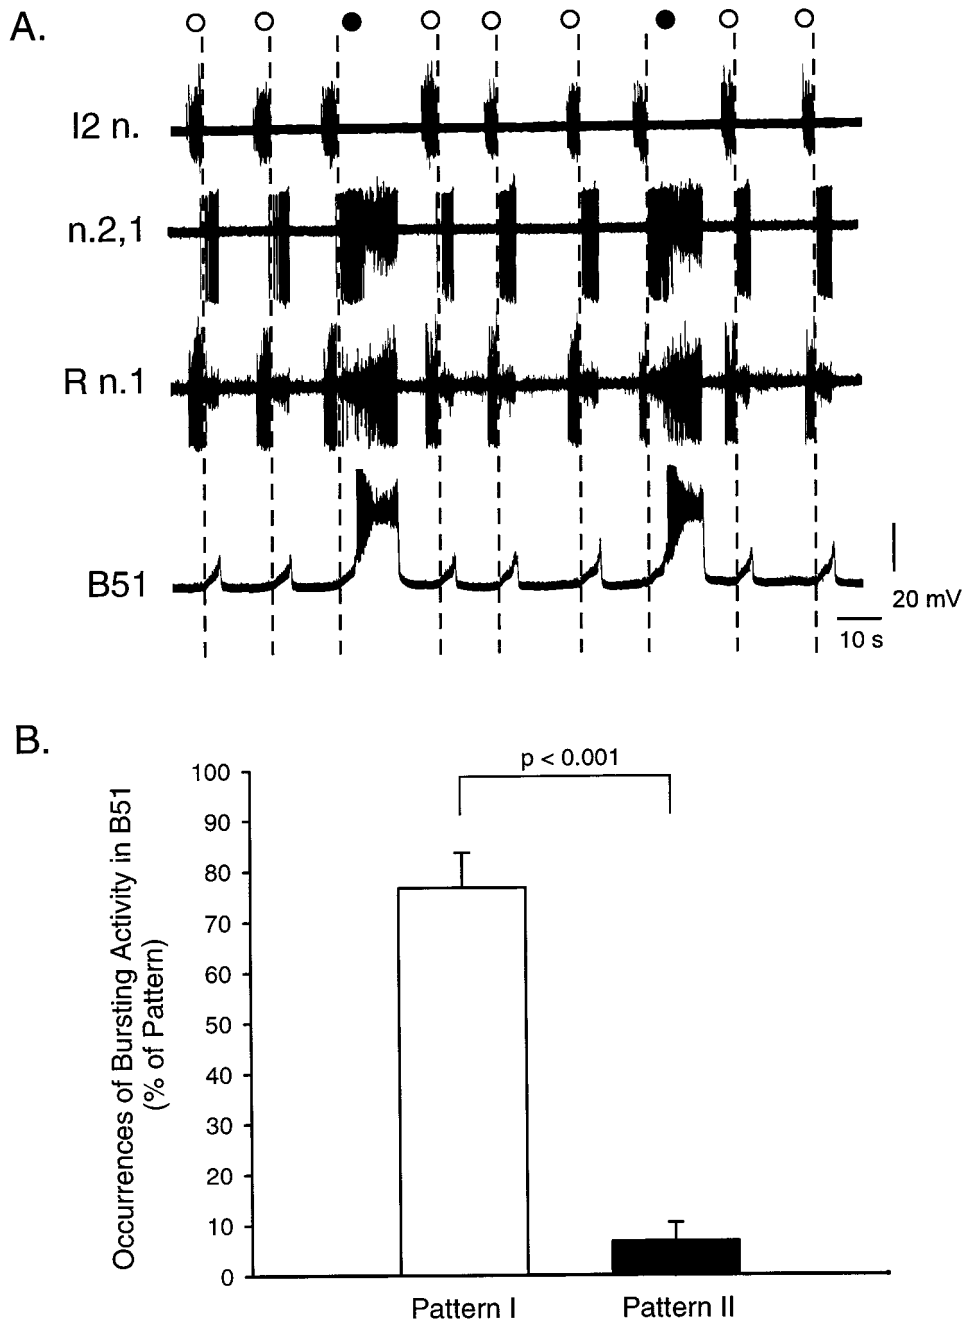 A.
I2 n.
n.2,1
R n.1
B51
20 mV
10 s
B.
p < 0.001
Occurrences of Bursting Activity in B51
(% of Pattern)
100
90
80
70
60
50
40
30
20
10
0
Pattern I
Pattern II